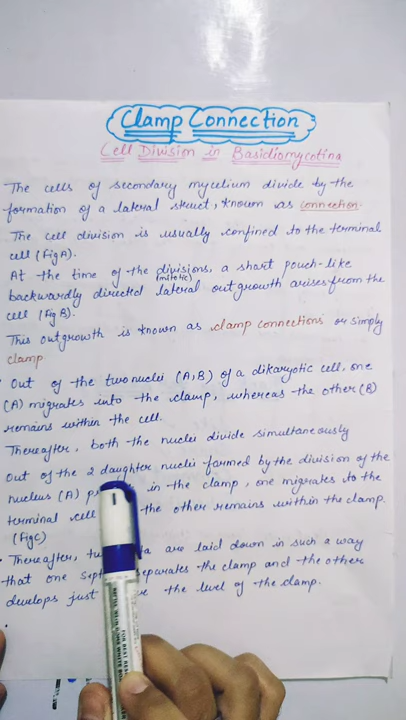 Clamp Connection
Cell Division in Basidiomycotina
The cells of secondary mycelium divide by the
formation of a lateral struct, known as connection.
The cell division is usually confined to the terminal
cell (Fig A).
At the time of the divisions, a short pouch-like
(mitotic)
backwardly directed lateral outgrowth arises from the
cell (Fig B).
This outgrowth is known as clamp connections or simply
clamp.
• Out of the two nuclei (A, B) of a dikaryotic cell, one
(A) migrates into the clamp, whereas the other (B)
remains within the cell.
Thereafter, both the nuclei divide simultaneously
Out of the 2 daughter nuclei formed by the division of the
nucleus (A) in the clamp, one migrates to the
terminal cell the other remains within the clamp.
(Fig C)
• Thereafter, are laid down in such a way
that one separates the clamp and the other
develops just the level of the clamp.
•
FOR BEST